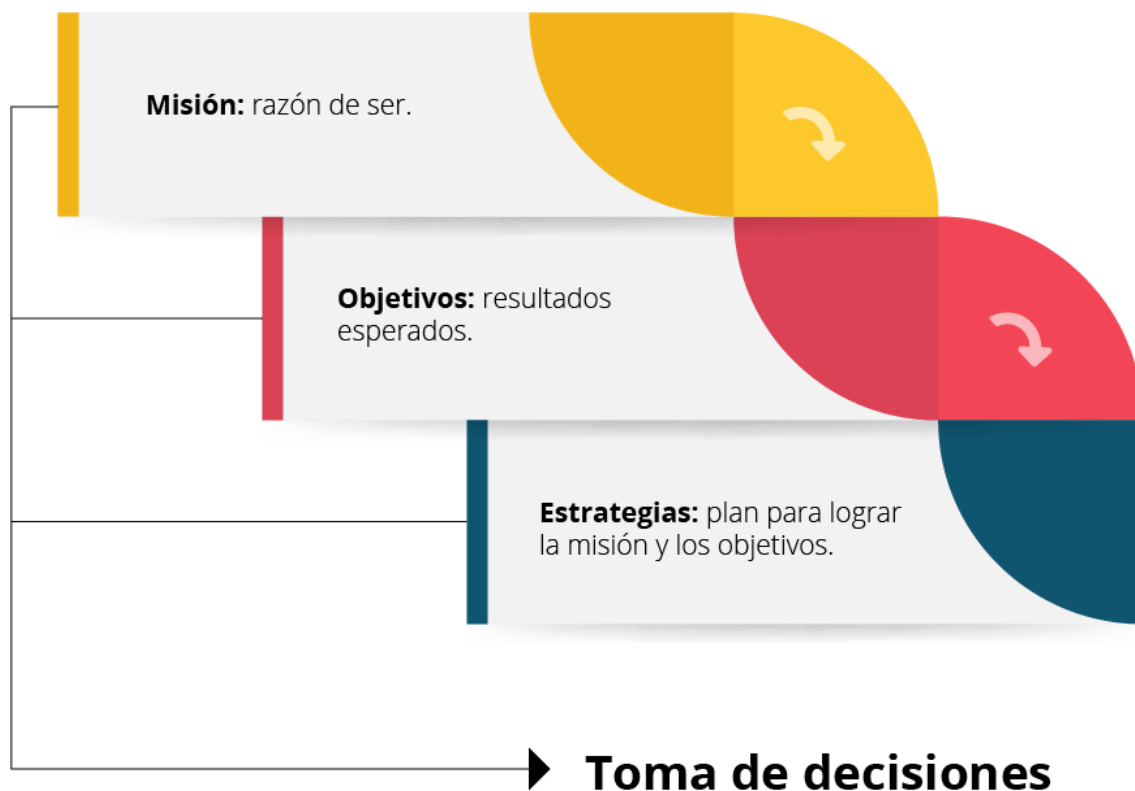 Misión: razón de ser.
Objetivos: resultados
esperados.
Estrategias: plan para lograr
la misión y los objetivos.
Toma de decisiones